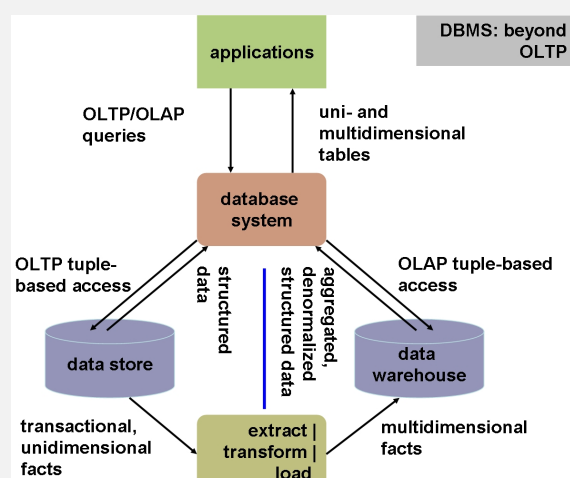 DBMS: beyond
OLTP
applications
OLTP/OLAP
queries
uni- and
multidimensional
tables
database
system
OLTP tuple-
based access
structured
data
aggregated,
denormalized
structured data
OLAP tuple-based
access
data store
data
warehouse
transactional,
unidimensional
facts
extract |
transform |
load
multidimensional
facts